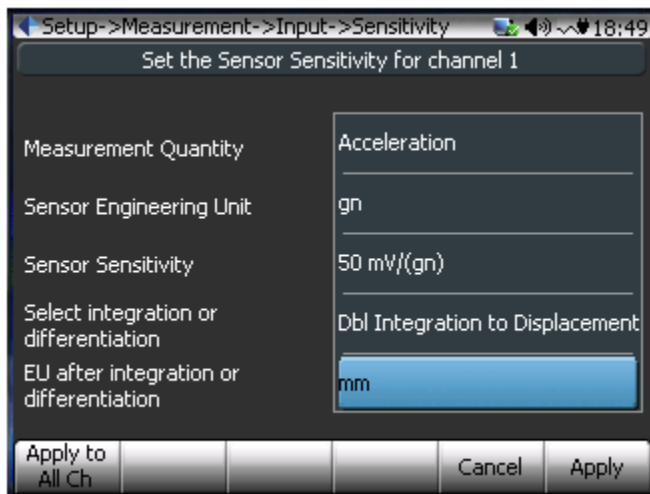 Setup->Measurement->Input->Sensitivity 18:49
Set the Sensor Sensitivity for channel 1
Measurement Quantity Acceleration
Sensor Engineering Unit gn
Sensor Sensitivity 50 mV/(gn)
Select integration or
differentiation Dbl Integration to Displacement
EU after integration or
differentiation mm
Apply to
All Ch Cancel Apply